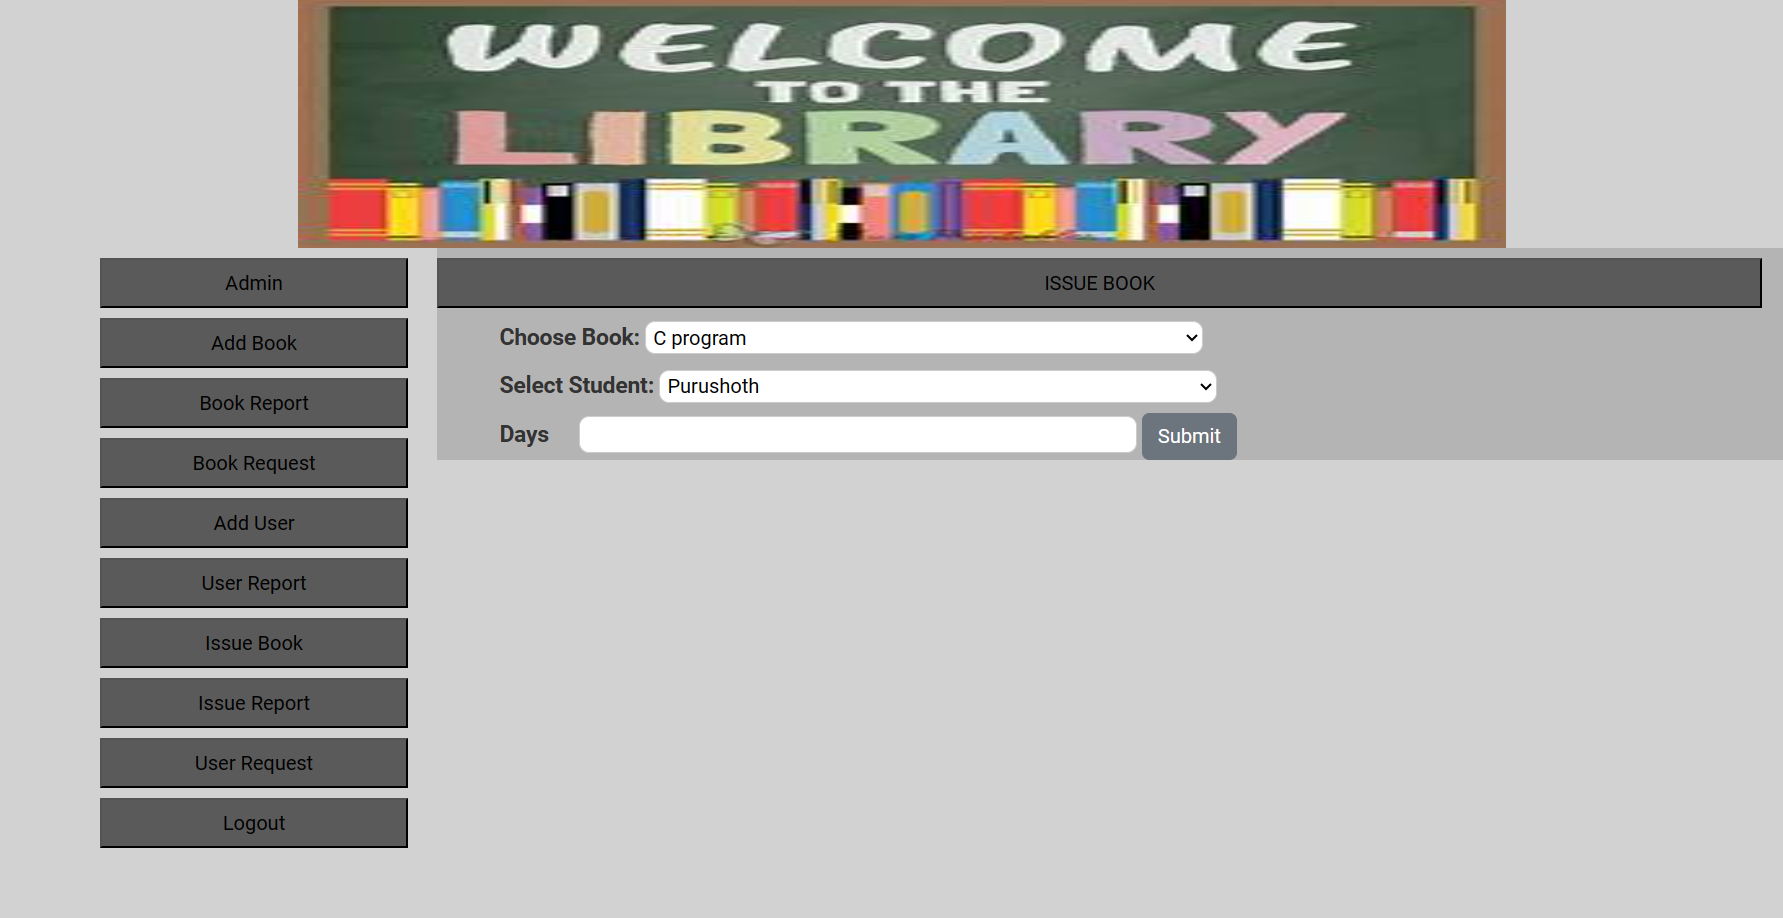 WELCOME
TO THE
LIBRARY
Admin
Add Book
Book Report
Book Request
Add User
User Report
Issue Book
Issue Report
User Request
Logout
ISSUE BOOK
Choose Book: C program
Select Student: Purushoth
Days Submit